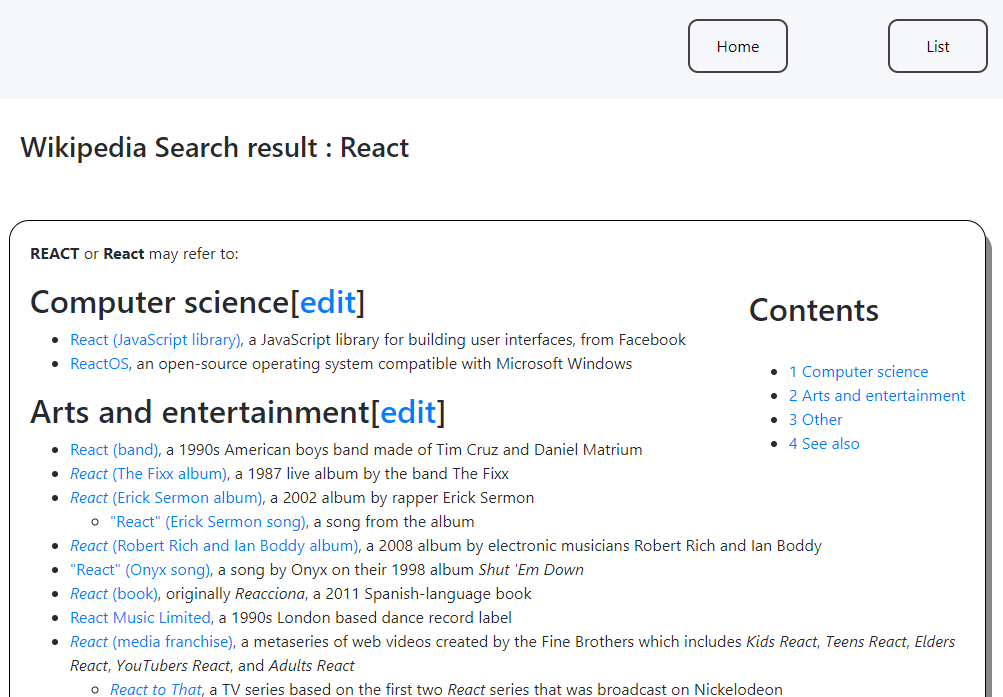 Home
List
Wikipedia Search result : React
REACT or React may refer to:
Computer science[edit]
React (JavaScript library), a JavaScript library for building user interfaces, from Facebook
ReactOS, an open-source operating system compatible with Microsoft Windows
Contents
1 Computer science
2 Arts and entertainment
3 Other
4 See also
Arts and entertainment[edit]
React (band), a 1990s American boys band made of Tim Cruz and Daniel Matrium
React (The Fixx album), a 1987 live album by the band The Fixx
React (Erick Sermon album), a 2002 album by rapper Erick Sermon
"React" (Erick Sermon song), a song from the album
React (Robert Rich and Ian Boddy album), a 2008 album by electronic musicians Robert Rich and Ian Boddy
"React" (Onyx song), a song by Onyx on their 1998 album Shut 'Em Down
React (book), originally Reacciona, a 2011 Spanish-language book
React Music Limited, a 1990s London based dance record label
React (media franchise), a metaseries of web videos created by the Fine Brothers which includes Kids React, Teens React, Elders
React, YouTubers React, and Adults React
React to That, a TV series based on the first two React series that was broadcast on Nickelodeon